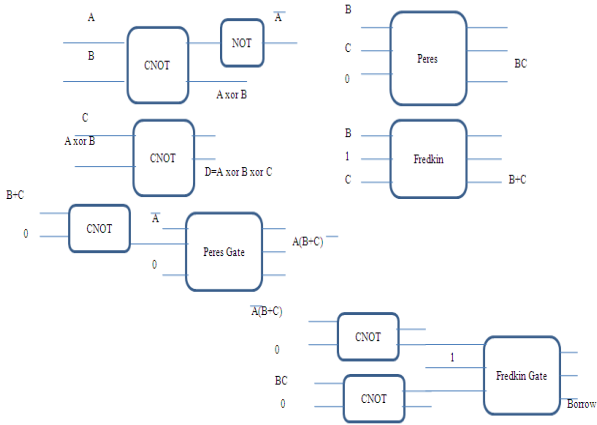 A
A̅
B
CNOT
NOT
A xor B
B
C
0
Peres
BC
C
A xor B
CNOT
D=A xor B xor C
B
1
C
Fredkin
B+C
B+C
0
CNOT
A̅
0
Peres Gate
A(B+C)
A̅(B+C)
0
CNOT
BC
0
CNOT
1
Fredkin Gate
Borrow